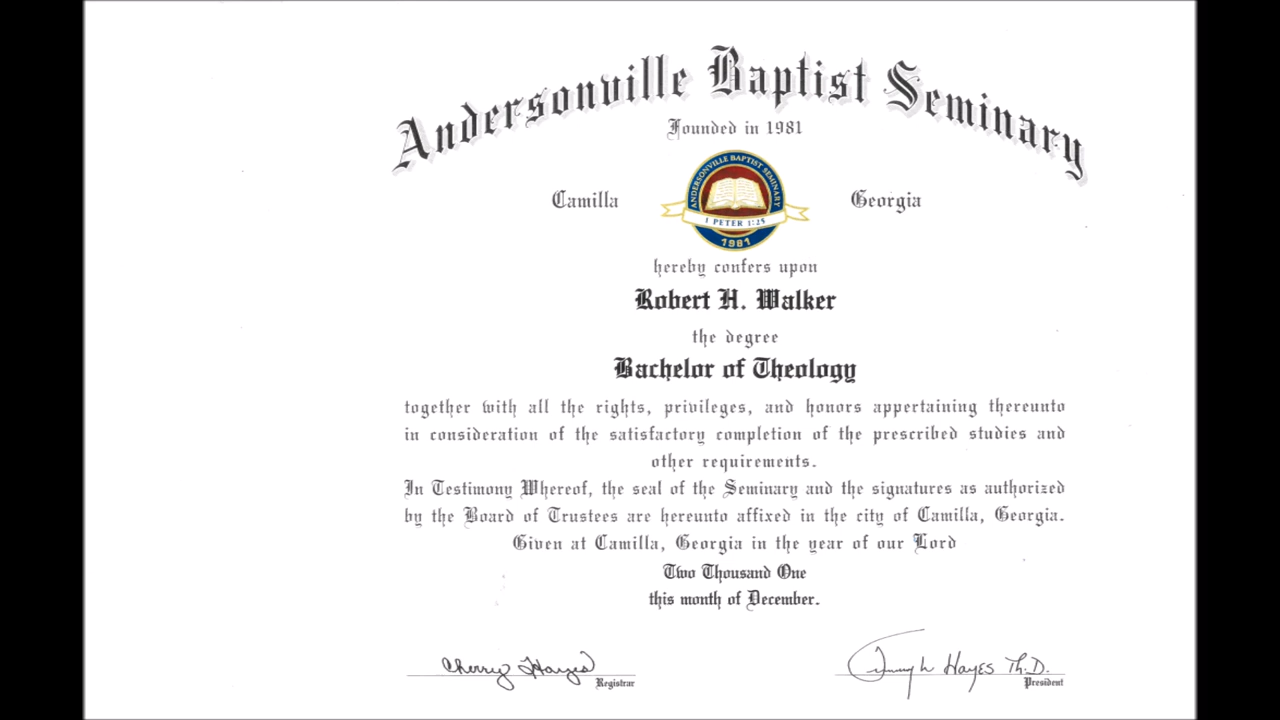 Andersonville Baptist Seminary
Founded in 1981
Camilla Georgia
ANDERSONVILLE BAPTIST SEMINARY
1 PETER 1:25
1981
hereby confers upon
Robert H. Walker
the degree
Bachelor of Theology
together with all the rights, privileges, and honors appertaining thereunto
in consideration of the satisfactory completion of the prescribed studies and
other requirements.
In Testimony Whereof, the seal of the Seminary and the signatures as authorized
by the Board of Trustees are hereunto affixed in the city of Camilla, Georgia.
Given at Camilla, Georgia in the year of our Lord
Two Thousand One
this month of December.
Cherry Hayes
Hayes Th.D.
Registrar
President